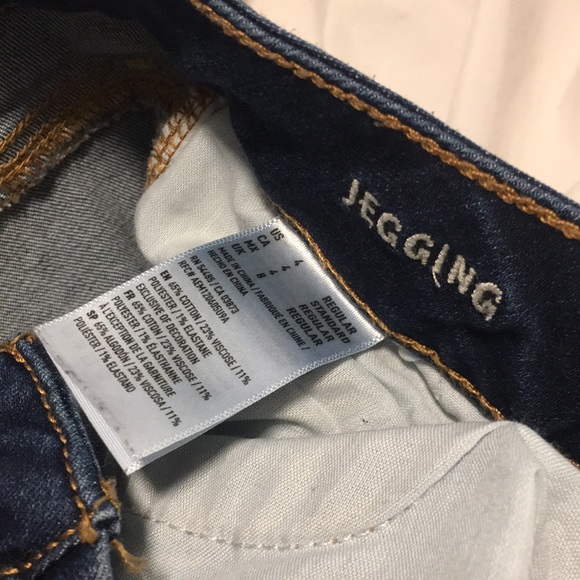 JEGGING
US 4 REGULAR
CA 4 STANDARD
MX 4 REGULAR
UK 8 REGULAR
MADE IN CHINA / FABRIQUE EN CHINE /
HECHO EN CHINA
RN 54485 / CA 03673
EN 65% COTTON / 23% VISCOSE / 11%
POLYESTER / 1% ELASTANE
EXCLUSIVE OF DECORATION
FR 65% COTON / 23% VISCOSE / 11%
POLYESTER / 1% ÉLASTHANNE
À L'EXCEPTION DE LA GARNITURE
SP 65% ALGODÓN / 23% VISCOSA / 11%
POLIÉSTER / 1% ELASTANO